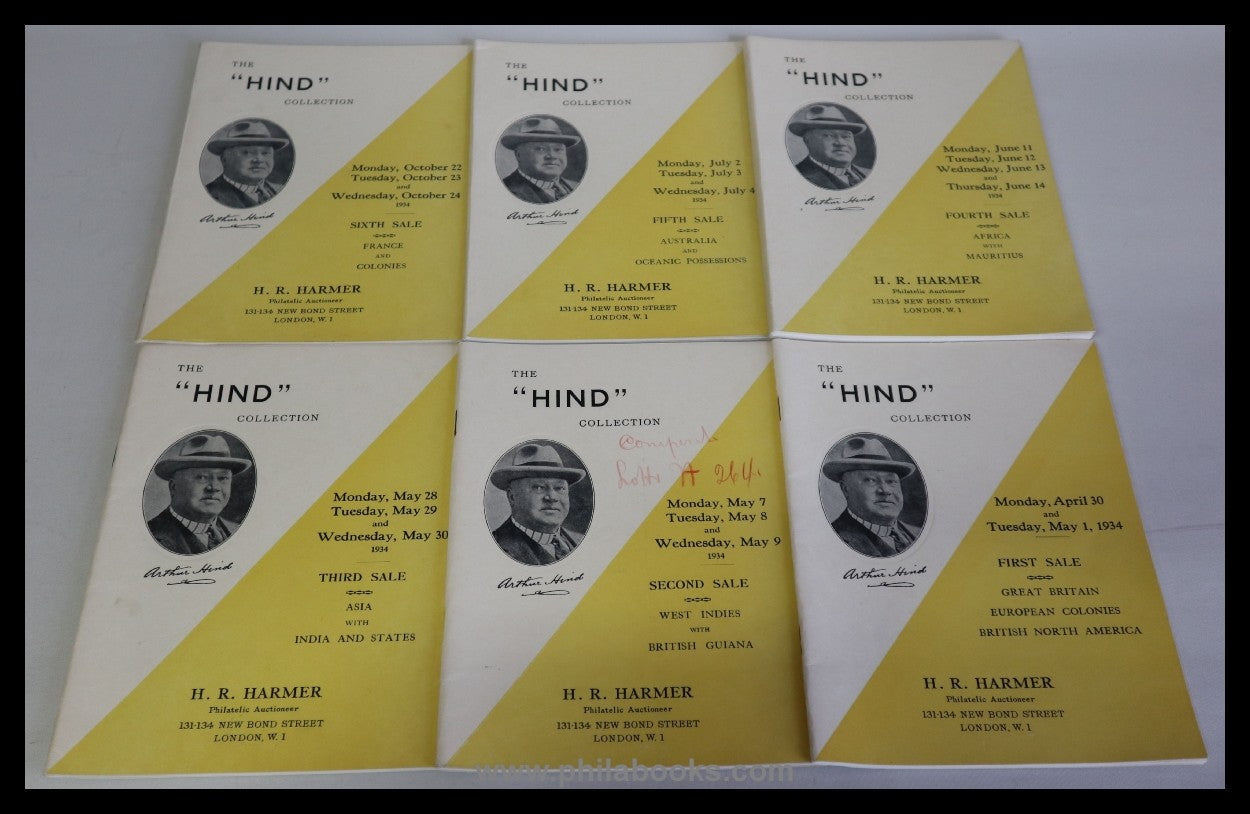 THE
“HIND”
COLLECTION
Monday, October 22
Tuesday, October 23
and
Wednesday, October 24
1934
Arthur Hind
SIXTH SALE
FRANCE
AND
COLONIES
H. R. HARMER
Philatelic Auctioneer
131-134 NEW BOND STREET
LONDON, W. 1
THE
“HIND”
COLLECTION
Monday, July 2
Tuesday, July 3
and
Wednesday, July 4
1934
Arthur Hind
FIFTH SALE
AUSTRALIA
AND
OCEANIC POSSESSIONS
H. R. HARMER
Philatelic Auctioneer
131-134 NEW BOND STREET
LONDON, W. 1
THE
“HIND”
COLLECTION
Monday, June 11
Tuesday, June 12
Wednesday, June 13
and
Thursday, June 14
1934
Arthur Hind
FOURTH SALE
AFRICA
WITH
MAURITIUS
H. R. HARMER
Philatelic Auctioneer
131-134 NEW BOND STREET
LONDON, W. 1
THE
“HIND”
COLLECTION
Monday, May 28
Tuesday, May 29
and
Wednesday, May 30
1934
Arthur Hind
THIRD SALE
ASIA
WITH
INDIA AND STATES
H. R. HARMER
Philatelic Auctioneer
131-134 NEW BOND STREET
LONDON, W. 1
THE
“HIND”
COLLECTION
264
Monday, May 7
Tuesday, May 8
and
Wednesday, May 9
1934
Arthur Hind
SECOND SALE
WEST INDIES
WITH
BRITISH GUIANA
H. R. HARMER
Philatelic Auctioneer
131-134 NEW BOND STREET
LONDON, W. 1
THE
“HIND”
COLLECTION
Monday, April 30
and
Tuesday, May 1, 1934
Arthur Hind
FIRST SALE
GREAT BRITAIN
EUROPEAN COLONIES
BRITISH NORTH AMERICA
H. R. HARMER
Philatelic Auctioneer
131-134 NEW BOND STREET
LONDON, W. 1
www.philabooks.com